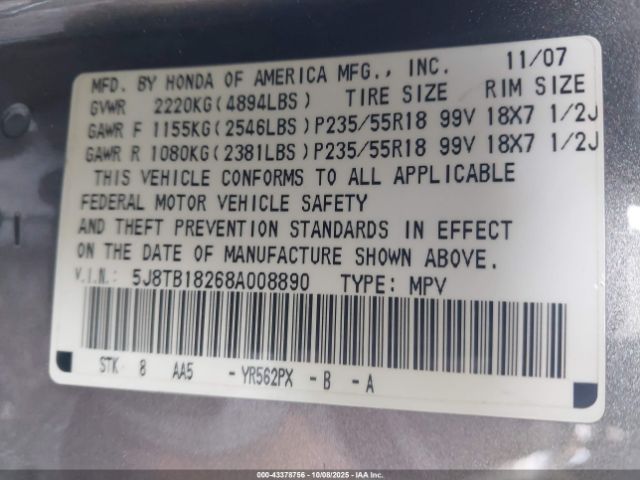 MFD. BY HONDA OF AMERICA MFG., INC. 11/07
GVWR 2220KG(4894LBS) TIRE SIZE RIM SIZE
GAWR F 1155KG(2546LBS)P235/55R18 99V 18X7 1/2J
GAWR R 1080KG(2381LBS)P235/55R18 99V 18X7 1/2J
THIS VEHICLE CONFORMS TO ALL APPLICABLE
FEDERAL MOTOR VEHICLE SAFETY
AND THEFT PREVENTION STANDARDS IN EFFECT
ON THE DATE OF MANUFACTURE SHOWN ABOVE.
V.I.N.: 5J8TB18268A008890 TYPE: MPV
STK 8 AA5 -YR562PX -B -A
000-43378756 | 10/08/2025 | IAA Inc.